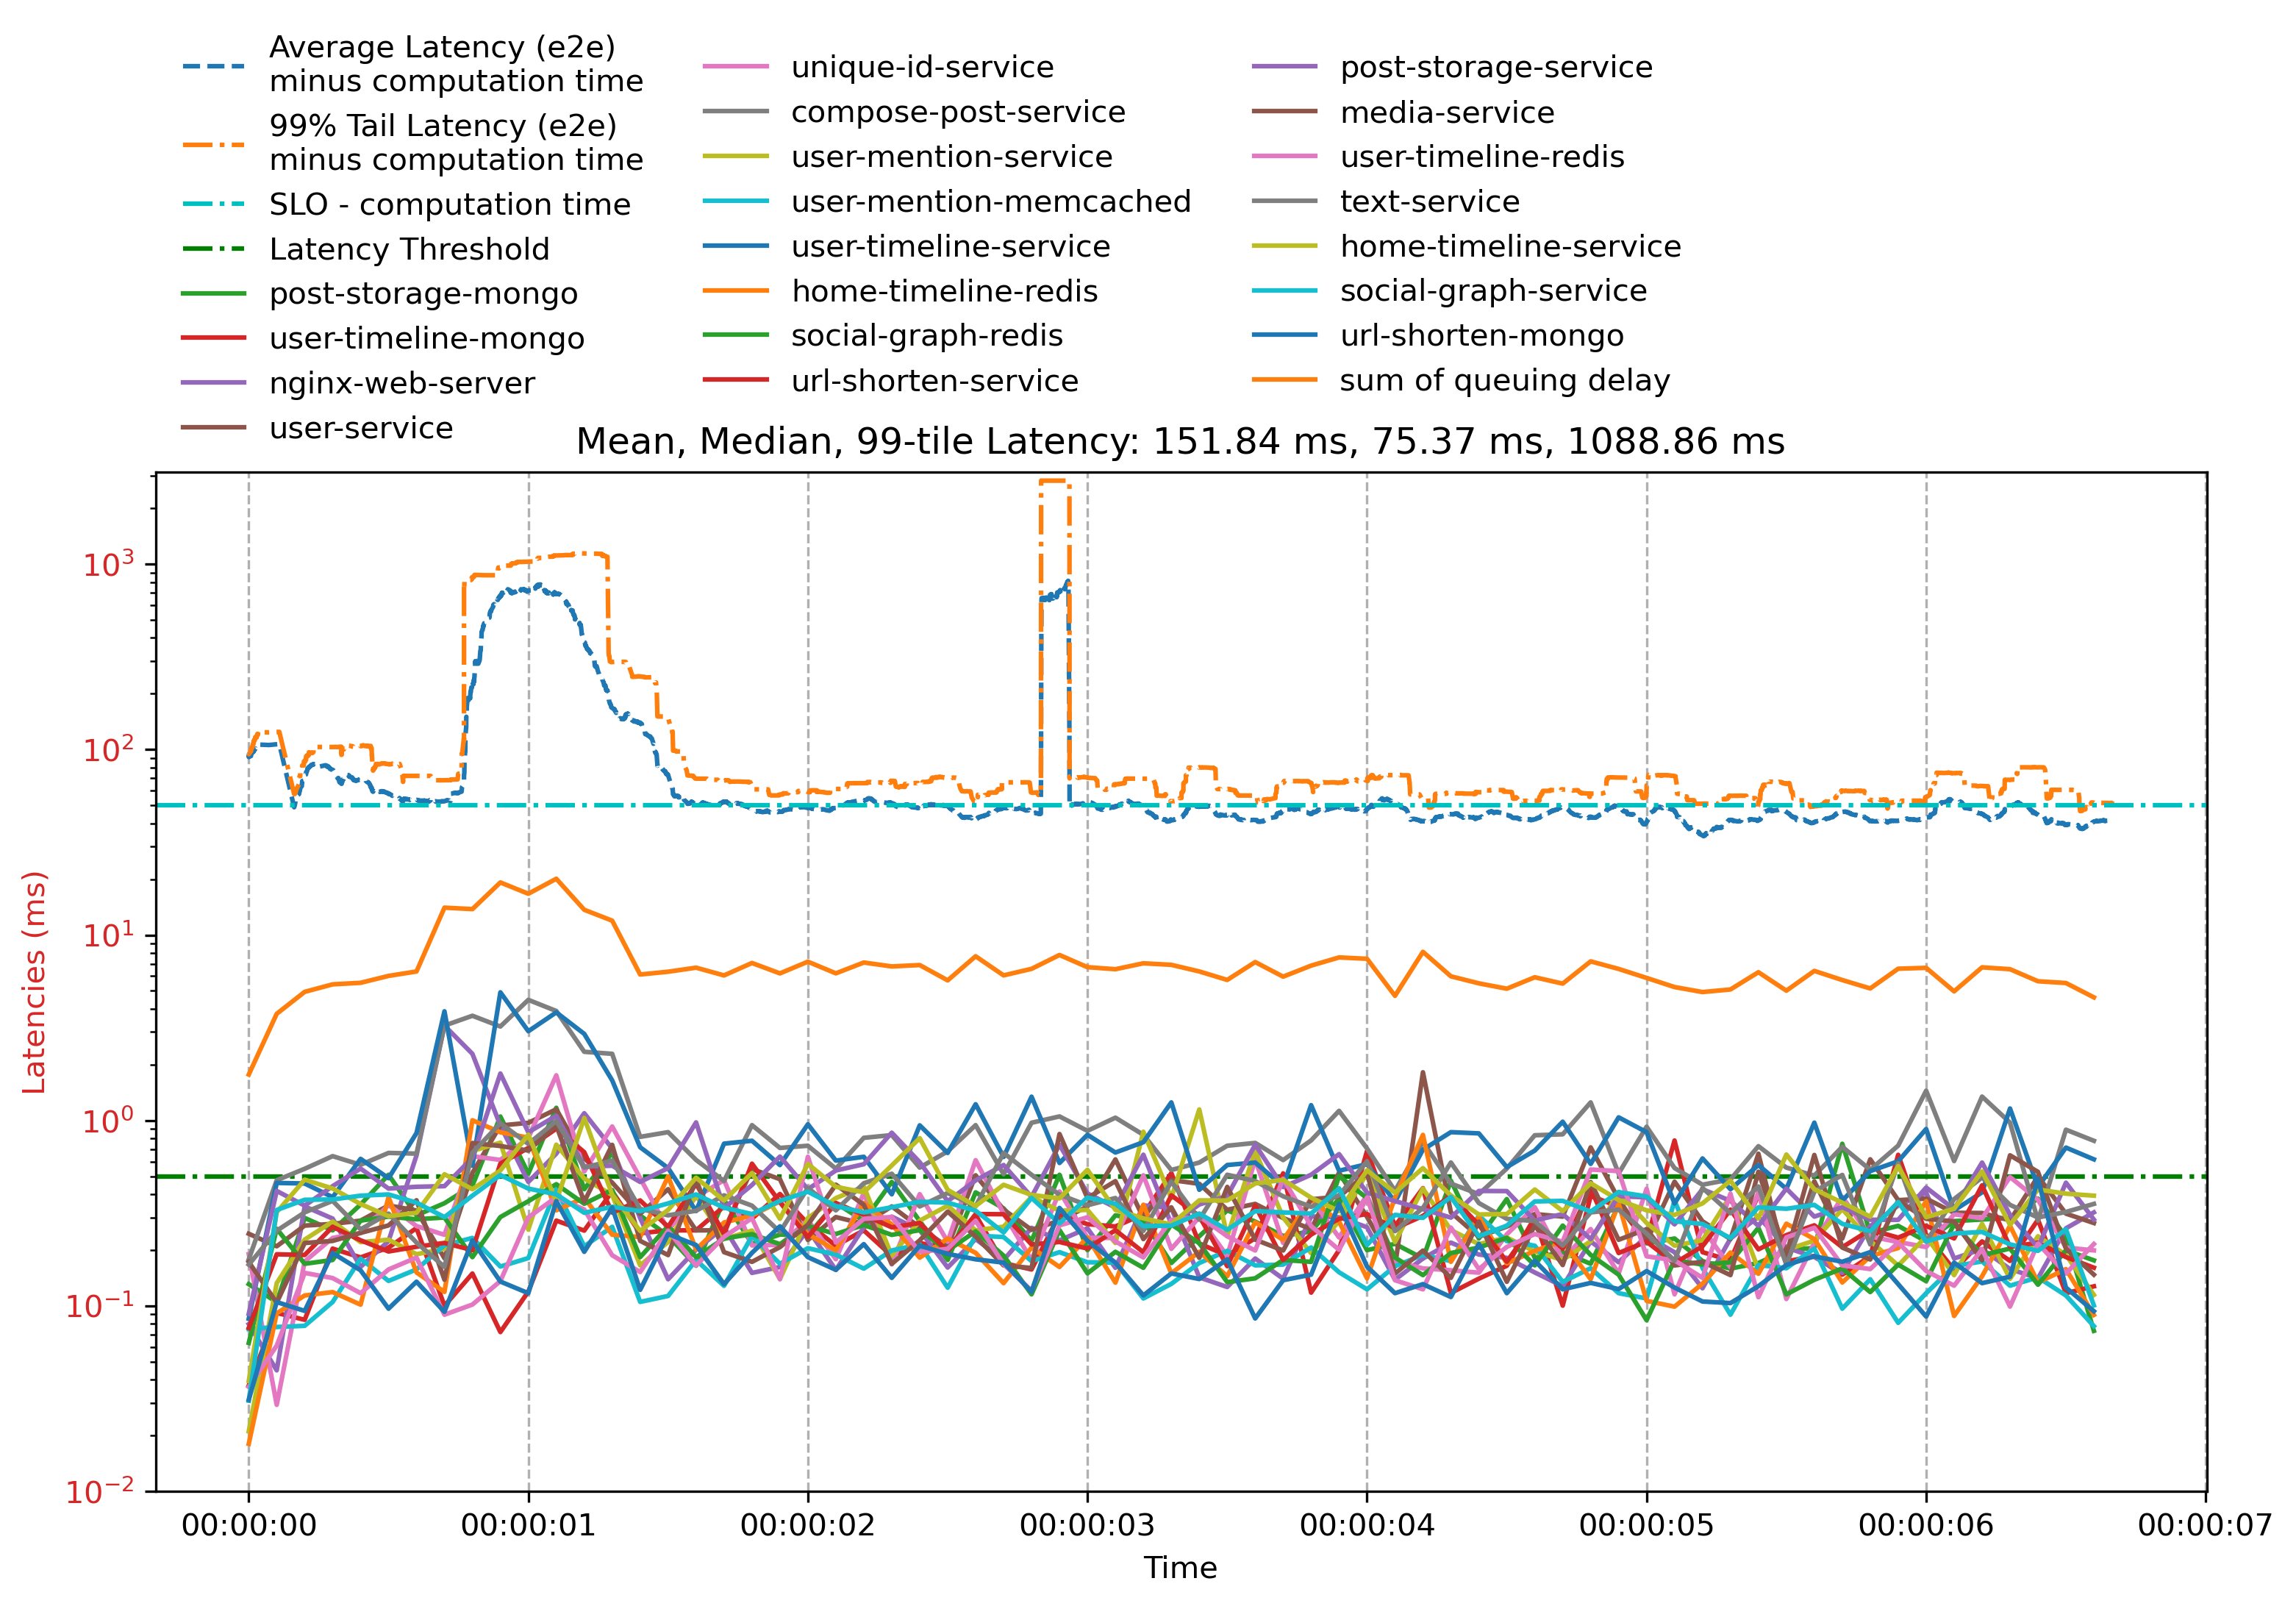 Average Latency (e2e)
minus computation time
99% Tail Latency (e2e)
minus computation time
SLO - computation time
Latency Threshold
post-storage-mongo
user-timeline-mongo
nginx-web-server
user-service
unique-id-service
compose-post-service
user-mention-service
user-mention-memcached
user-timeline-service
home-timeline-redis
social-graph-redis
url-shorten-service
post-storage-service
media-service
user-timeline-redis
text-service
home-timeline-service
social-graph-service
url-shorten-mongo
sum of queuing delay
Mean, Median, 99-tile Latency: 151.84 ms, 75.37 ms, 1088.86 ms
Latencies (ms)
10³
10²
10¹
10⁰
10⁻¹
10⁻²
00:00:00 00:00:01 00:00:02 00:00:03 00:00:04 00:00:05 00:00:06 00:00:07
Time